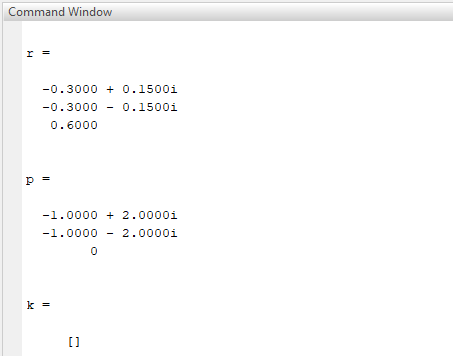 Command Window
r =
-0.3000 + 0.1500i
-0.3000 - 0.1500i
0.6000
p =
-1.0000 + 2.0000i
-1.0000 - 2.0000i
0
k =
[]